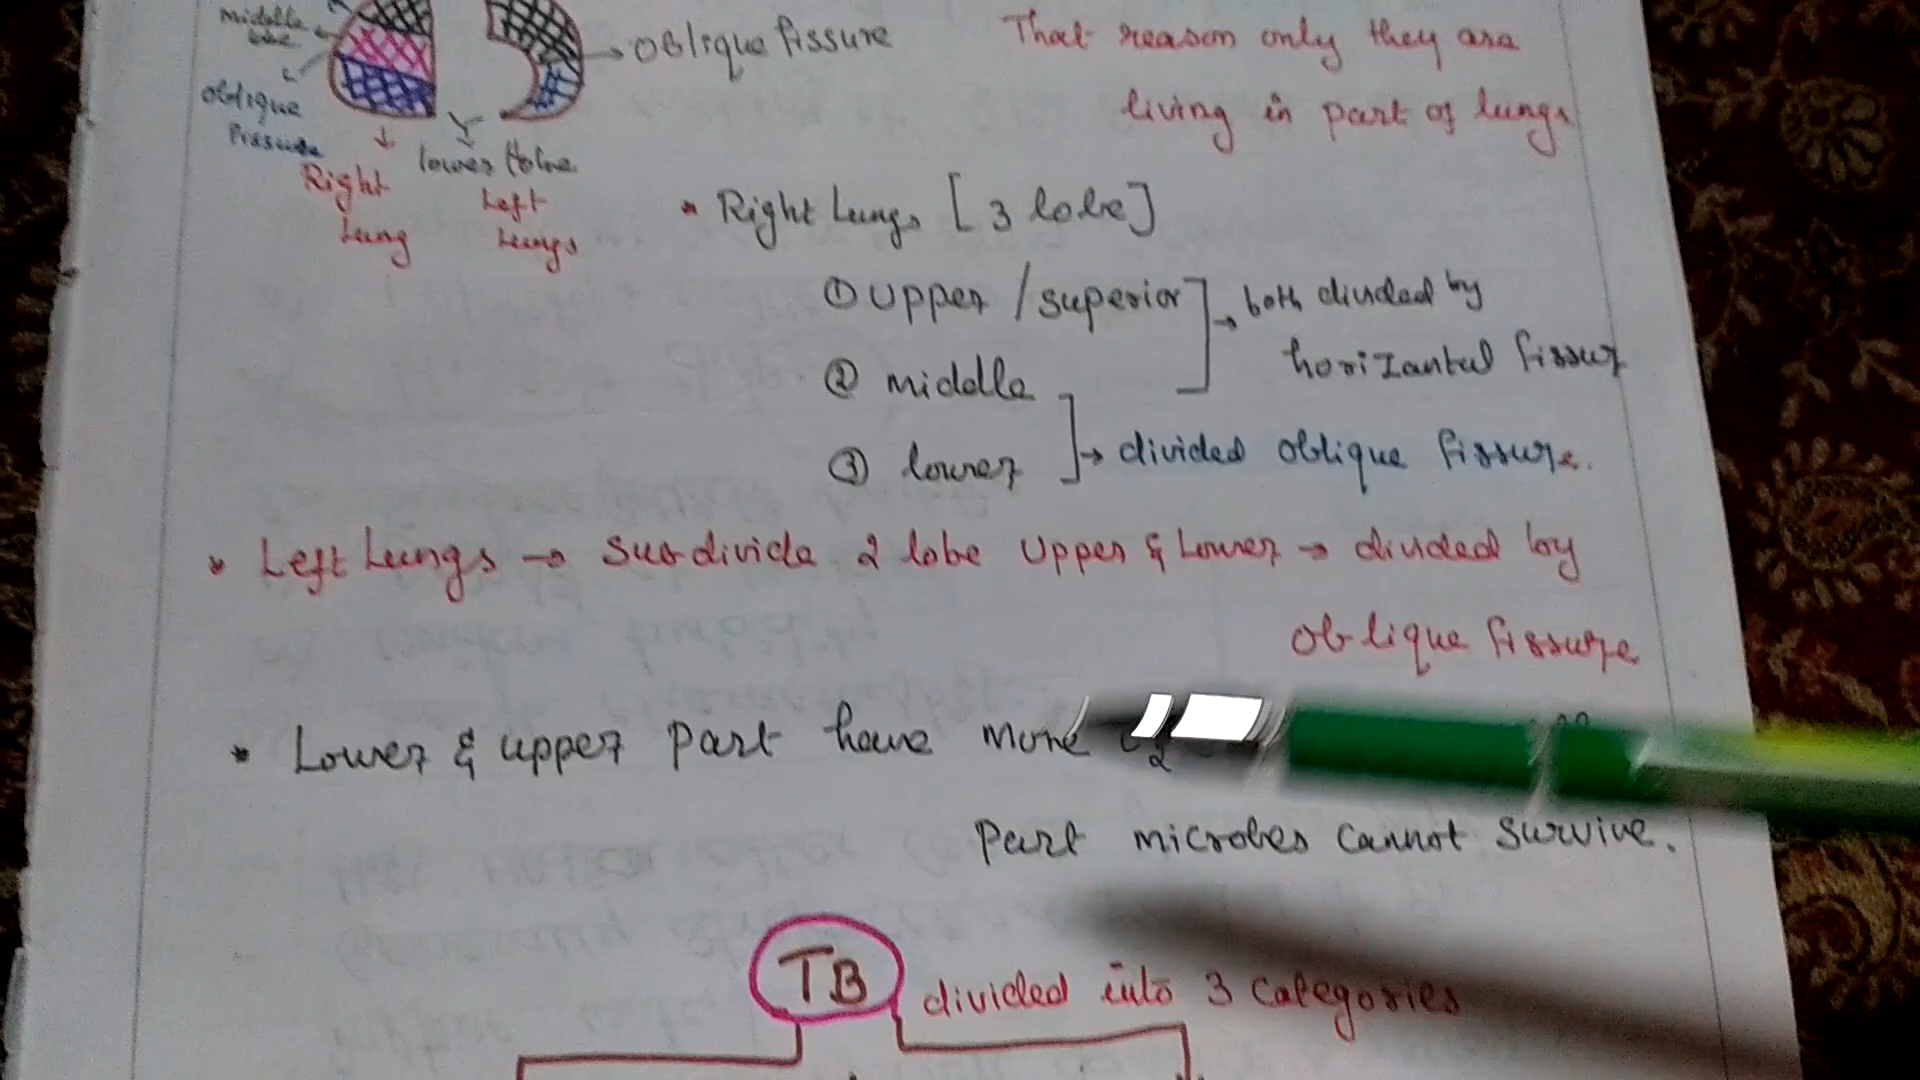 middle
lobe
oblique fissure
That reason only they are
living in part of lungs
oblique
Fissure
Right
Lung
lower
Left
Lungs
* Right Lungs [3 lobe]
① Upper / superior → both divided by
horizantal fissur
② middle
③ lower → divided oblique fissure.
* Left Lungs → Subdivide 2 lobe Upper & Lower → divided by
oblique fissure
* Lower & upper part have more
Part microbes cannot survive.
TB divided into 3 categories